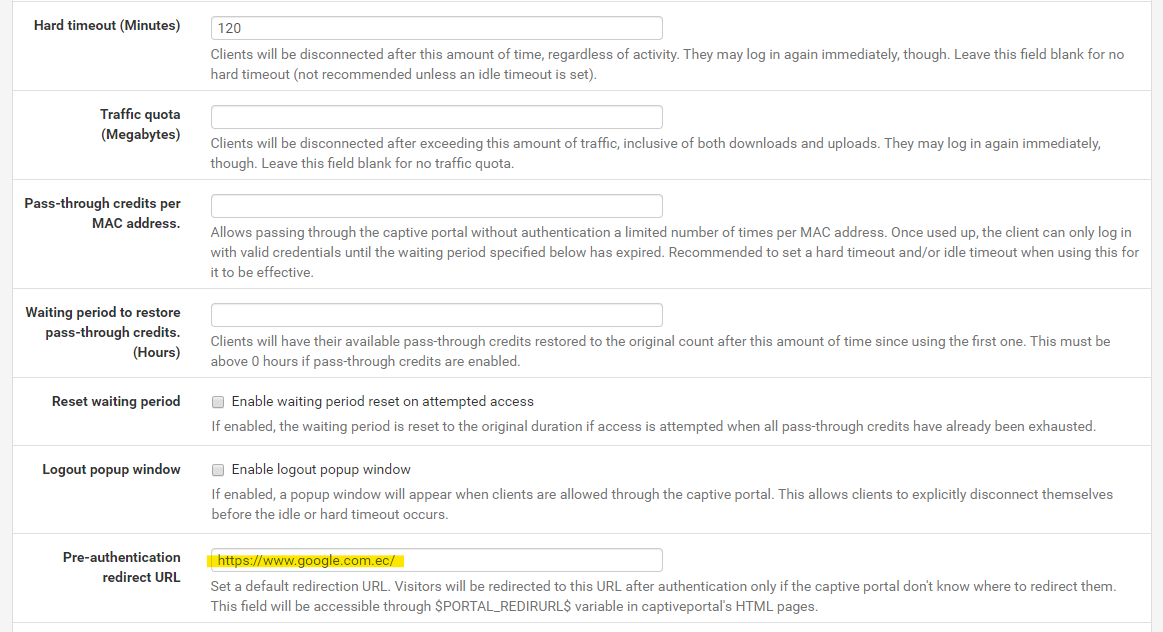 Hard timeout (Minutes)
120
Clients will be disconnected after this amount of time, regardless of activity. They may log in again immediately, though. Leave this field blank for no
hard timeout (not recommended unless an idle timeout is set).
Traffic quota
(Megabytes)
Clients will be disconnected after exceeding this amount of traffic, inclusive of both downloads and uploads. They may log in again immediately,
though. Leave this field blank for no traffic quota.
Pass-through credits per
MAC address.
Allows passing through the captive portal without authentication a limited number of times per MAC address. Once used up, the client can only log in
with valid credentials until the waiting period specified below has expired. Recommended to set a hard timeout and/or idle timeout when using this for
it to be effective.
Waiting period to restore
pass-through credits.
(Hours)
Clients will have their available pass-through credits restored to the original count after this amount of time since using the first one. This must be
above 0 hours if pass-through credits are enabled.
Reset waiting period
Enable waiting period reset on attempted access
If enabled, the waiting period is reset to the original duration if access is attempted when all pass-through credits have already been exhausted.
Logout popup window
Enable logout popup window
If enabled, a popup window will appear when clients are allowed through the captive portal. This allows clients to explicitly disconnect themselves
before the idle or hard timeout occurs.
Pre-authentication
redirect URL
https://www.google.com.ec/
Set a default redirection URL. Visitors will be redirected to this URL after authentication only if the captive portal don't know where to redirect them.
This field will be accessible through $PORTAL_REDIRURL$ variable in captiveportal's HTML pages.